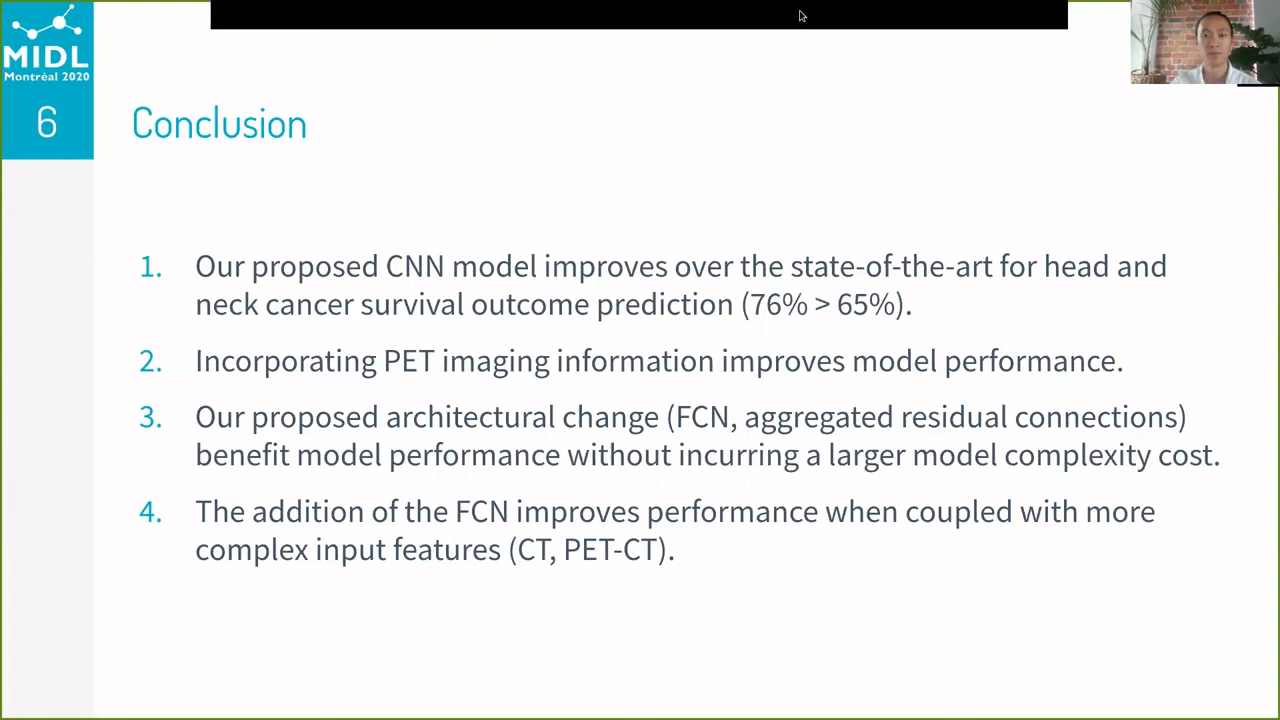 MIDL
Montréal 2020
6
Conclusion
1. Our proposed CNN model improves over the state-of-the-art for head and
neck cancer survival outcome prediction (76% > 65%).
2. Incorporating PET imaging information improves model performance.
3. Our proposed architectural change (FCN, aggregated residual connections)
benefit model performance without incurring a larger model complexity cost.
4. The addition of the FCN improves performance when coupled with more
complex input features (CT, PET-CT).